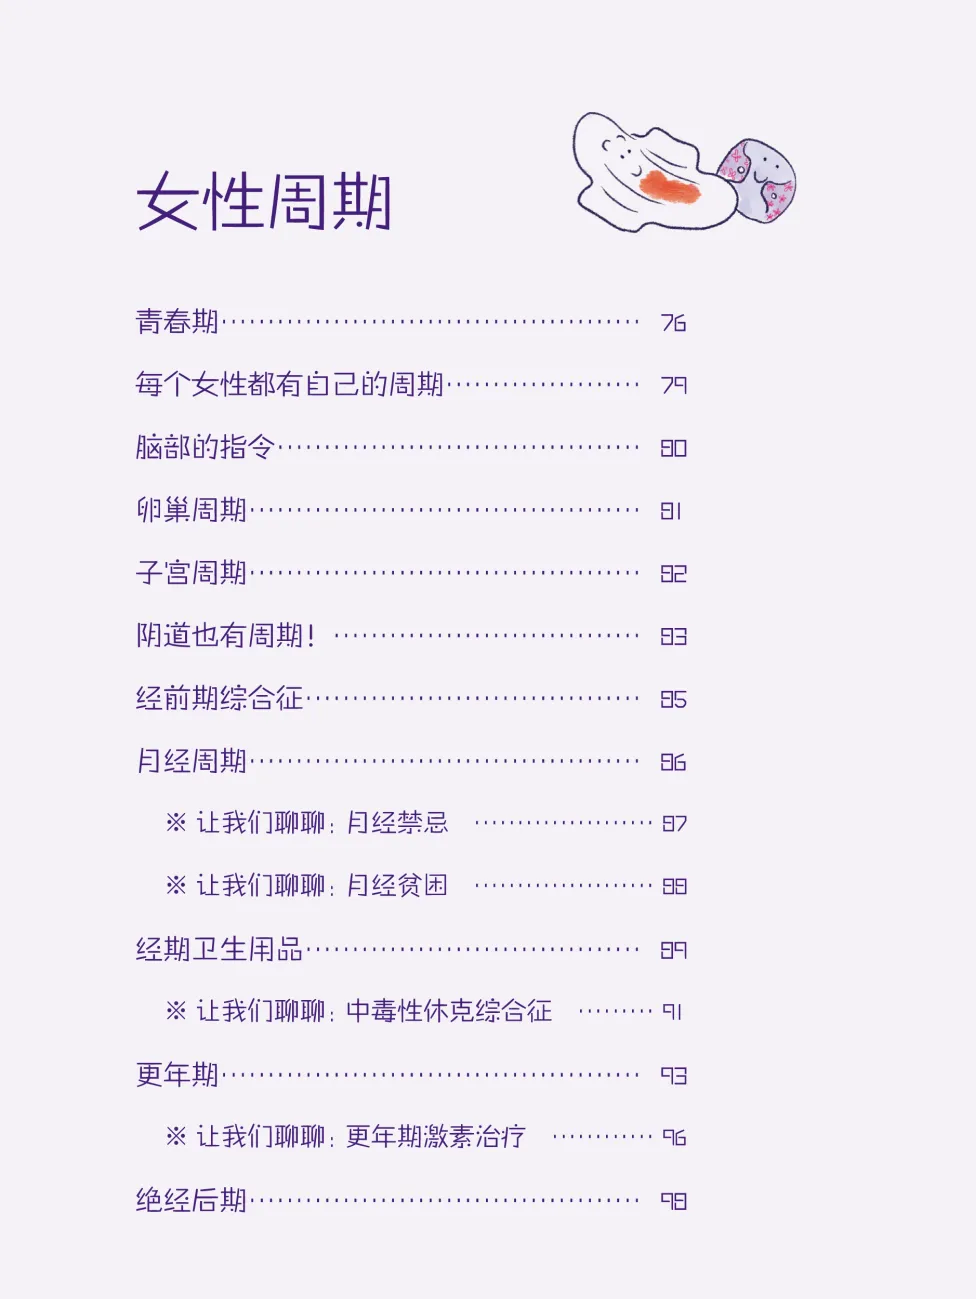 女性周期
青春期 76
每个女性都有自己的周期 79
脑部的指令 80
卵巢周期 81
子宫周期 82
阴道也有周期! 83
经前期综合征 85
月经周期 86
※ 让我们聊聊：月经禁忌 87
※ 让我们聊聊：月经贫困 88
经期卫生用品 89
※ 让我们聊聊：中毒性休克综合征 91
更年期 93
※ 让我们聊聊：更年期激素治疗 96
绝经后期 98